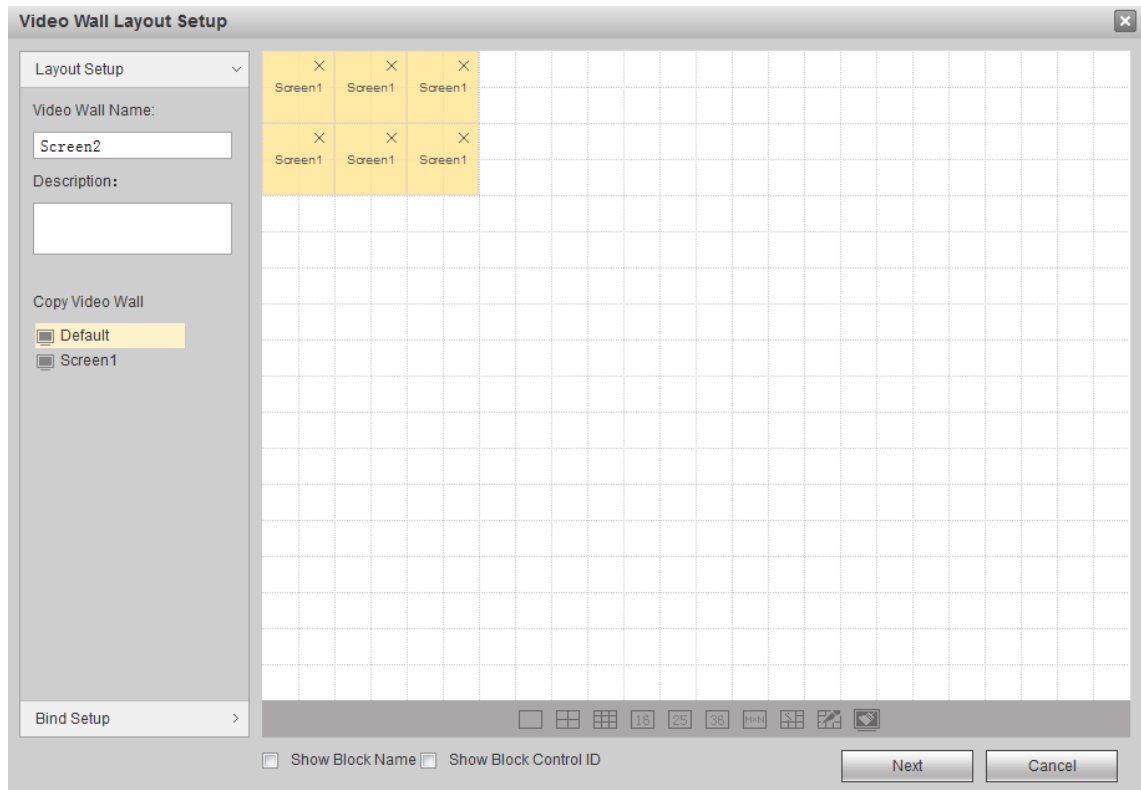 Video Wall Layout Setup
Layout Setup
Video Wall Name:
Screen2
Description:
Copy Video Wall
Default
Screen1
Bind Setup
Screen1 Screen1 Screen1
Screen1 Screen1 Screen1
16 25 36 M×N
Show Block Name Show Block Control ID
Next Cancel